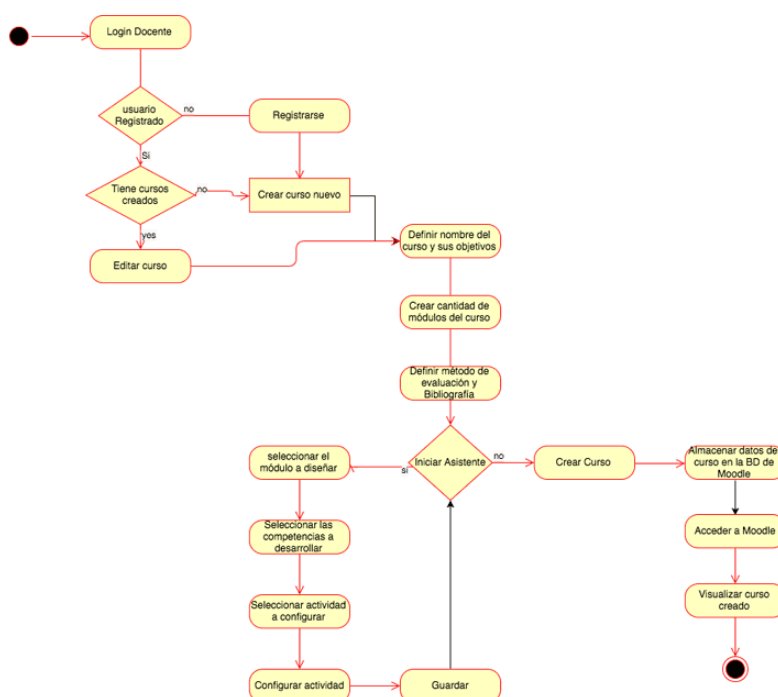 Login Docente
usuario
Registrado
no
Registrarse
Si
Tiene cursos
creados
no
Crear curso nuevo
yes
Editar curso
Definir nombre del
curso y sus objetivos
Crear cantidad de
módulos del curso
Definir método de
evaluación y
Bibliografía
Iniciar Asistente
si
no
seleccionar el
módulo a diseñar
Crear Curso
Almacenar datos del
curso en la BD de
Moodle
Seleccionar las
competencias a
desarrollar
Acceder a Moodle
Seleccionar actividad
a configurar
Visualizar curso
creado
Configurar actividad
Guardar